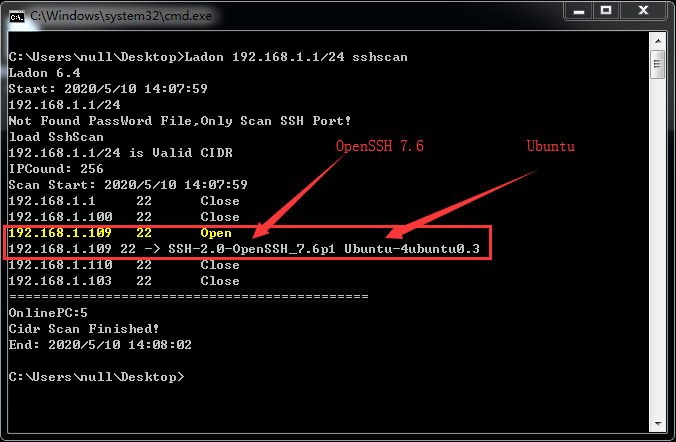 C:\Windows\system32\cmd.exe
C:\Users\null\Desktop>Ladon 192.168.1.1/24 sshscan
Ladon 6.4
Start: 2020/5/10 14:07:59
192.168.1.1/24
Not Found PassWord File,Only Scan SSH Port!
load SshScan
192.168.1.1/24 is Valid CIDR
IPCound: 256
Scan Start: 2020/5/10 14:07:59
OpenSSH 7.6
Ubuntu
192.168.1.1 22 Close
192.168.1.100 22 Close
192.168.1.109 22 Open
192.168.1.109 22 -> SSH-2.0-OpenSSH_7.6p1 Ubuntu-4ubuntu0.3
192.168.1.110 22 Close
192.168.1.103 22 Close
=============================================
OnlinePC:5
Cidr Scan Finished!
End: 2020/5/10 14:08:02
C:\Users\null\Desktop>